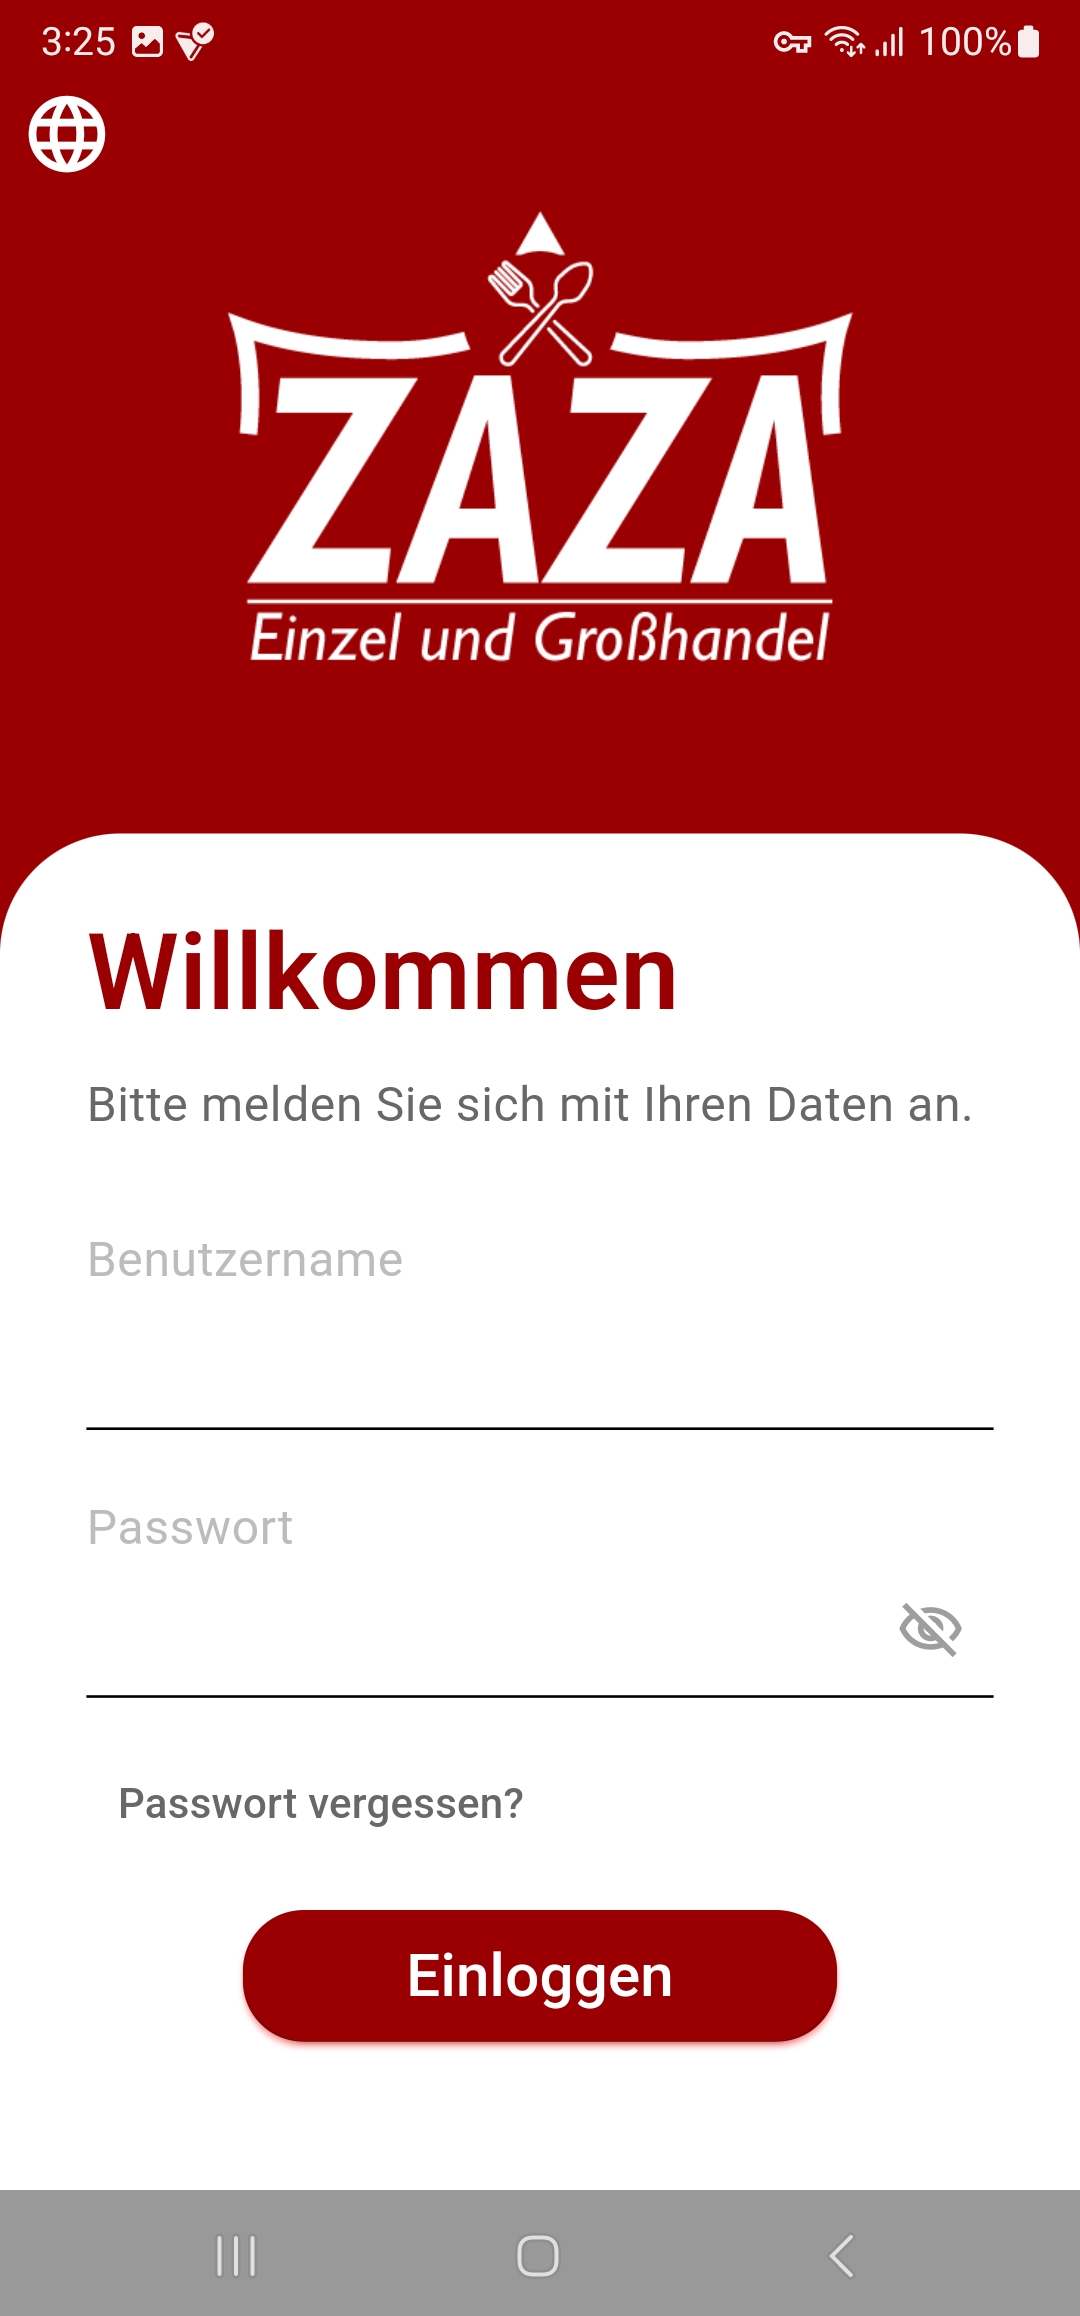 3:25
100%
ZAZA
Einzel und Großhandel
Willkommen
Bitte melden Sie sich mit Ihren Daten an.
Benutzername
Passwort
Passwort vergessen?
Einloggen